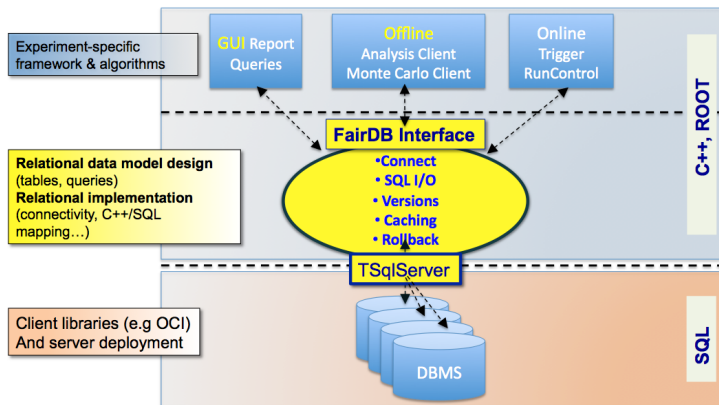 Experiment-specific
framework & algorithms
GUI Report
Queries
Offline
Analysis Client
Monte Carlo Client
Online
Trigger
RunControl
C++, ROOT
FairDB Interface
•Connect
• SQL I/O
• Versions
• Caching
• Rollback
Relational data model design
(tables, queries)
Relational implementation
(connectivity, C++/SQL
mapping…)
TSqlServer
Client libraries (e.g OCI)
And server deployment
DBMS
SQL